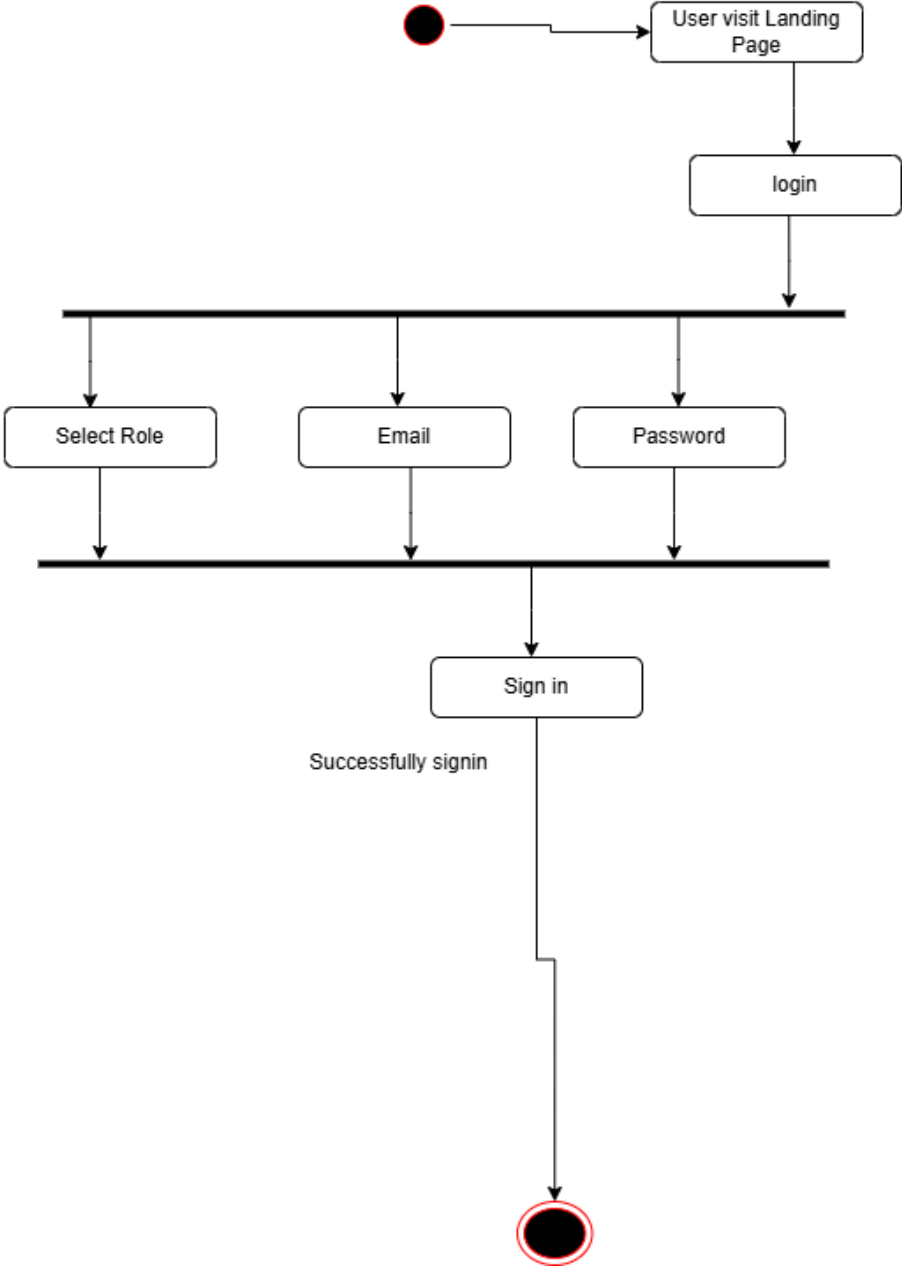 User visit Landing
Page
login
Select Role
Email
Password
Sign in
Successfully signin